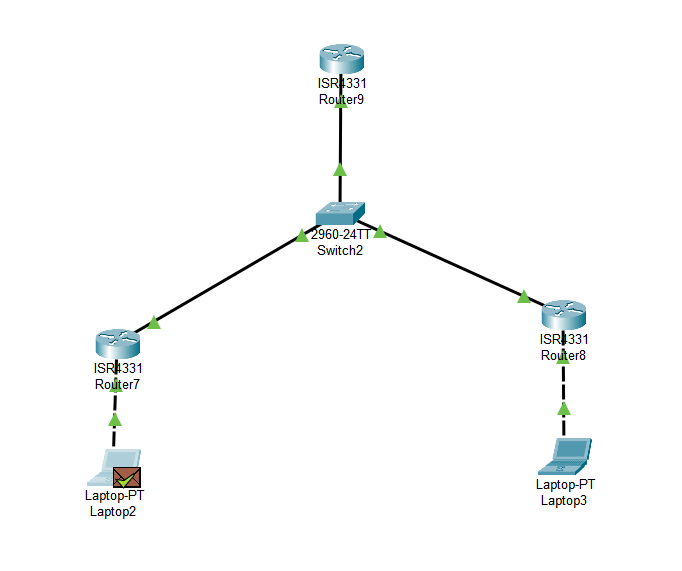 ISR4331
Router9
2960-24TT
Switch2
ISR4331
Router7
ISR4331
Router8
Laptop-PT
Laptop2
Laptop-PT
Laptop3